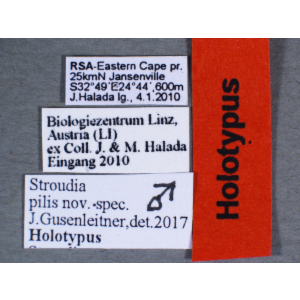 RSA-Eastern Cape pr.
25kmN Jansenville
S32°49'E24°44',600m
J.Halada lg., 4.1.2010
Biologiezentrum Linz,
Austria (LI)
ex Coll. J. & M. Halada
Eingang 2010
Stroudia ♂
pilis nov. spec.
J.Gusenleitner,det.2017
Holotypus
Holotypus